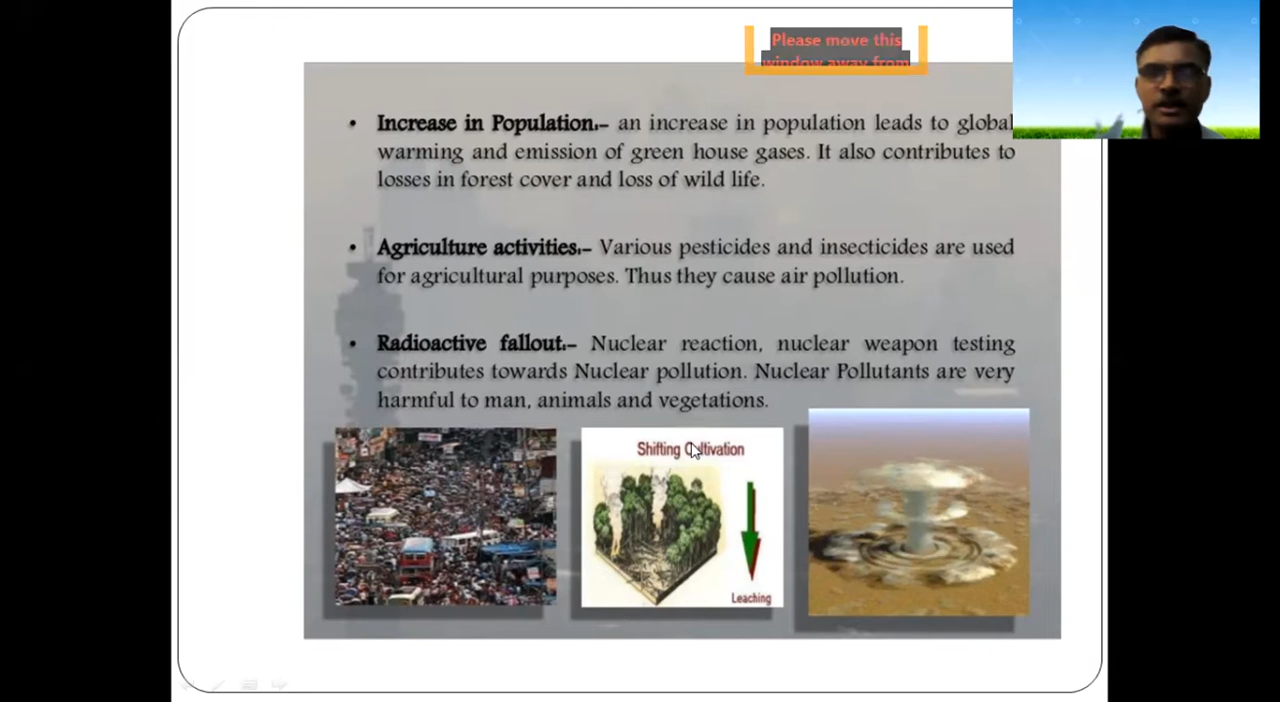 Please move this
window away from
• Increase in Population:- an increase in population leads to global
warming and emission of green house gases. It also contributes to
losses in forest cover and loss of wild life.
• Agriculture activities:- Various pesticides and insecticides are used
for agricultural purposes. Thus they cause air pollution.
• Radioactive fallout:- Nuclear reaction, nuclear weapon testing
contributes towards Nuclear pollution. Nuclear Pollutants are very
harmful to man, animals and vegetations.
Shifting Cultivation
Leaching